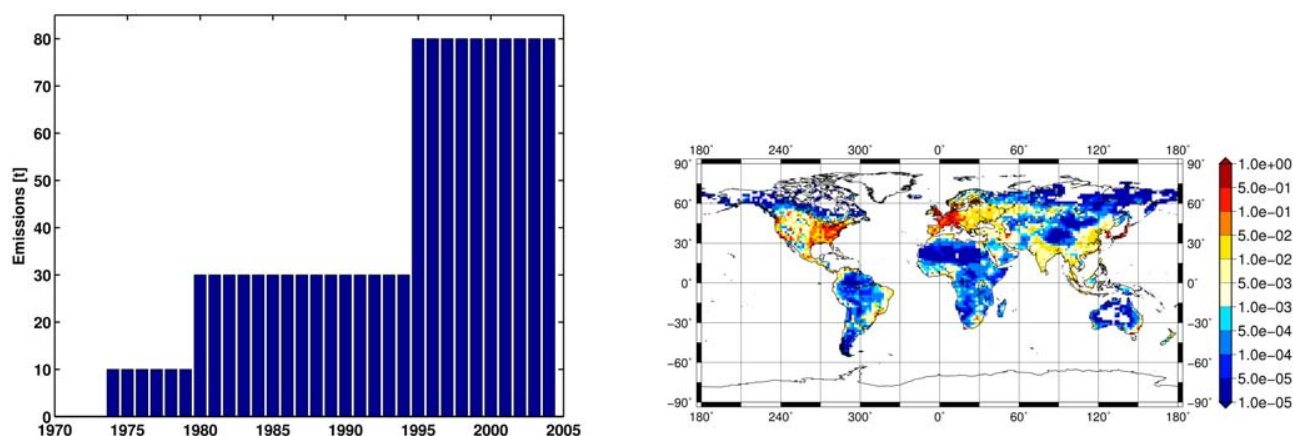 80
70
60
50
40
30
20
10
0
Emissions [t]
1970 1975 1980 1985 1990 1995 2000 2005
180˚ 240˚ 300˚ 0˚ 60˚ 120˚ 180˚
90˚ 90˚
60˚ 60˚
30˚ 30˚
0˚ 0˚
−30˚ −30˚
−60˚ −60˚
−90˚ −90˚
180˚ 240˚ 300˚ 0˚ 60˚ 120˚ 180˚
1.0e+00
5.0e−01
1.0e−01
5.0e−02
1.0e−02
5.0e−03
1.0e−03
5.0e−04
1.0e−04
5.0e−05
1.0e−05